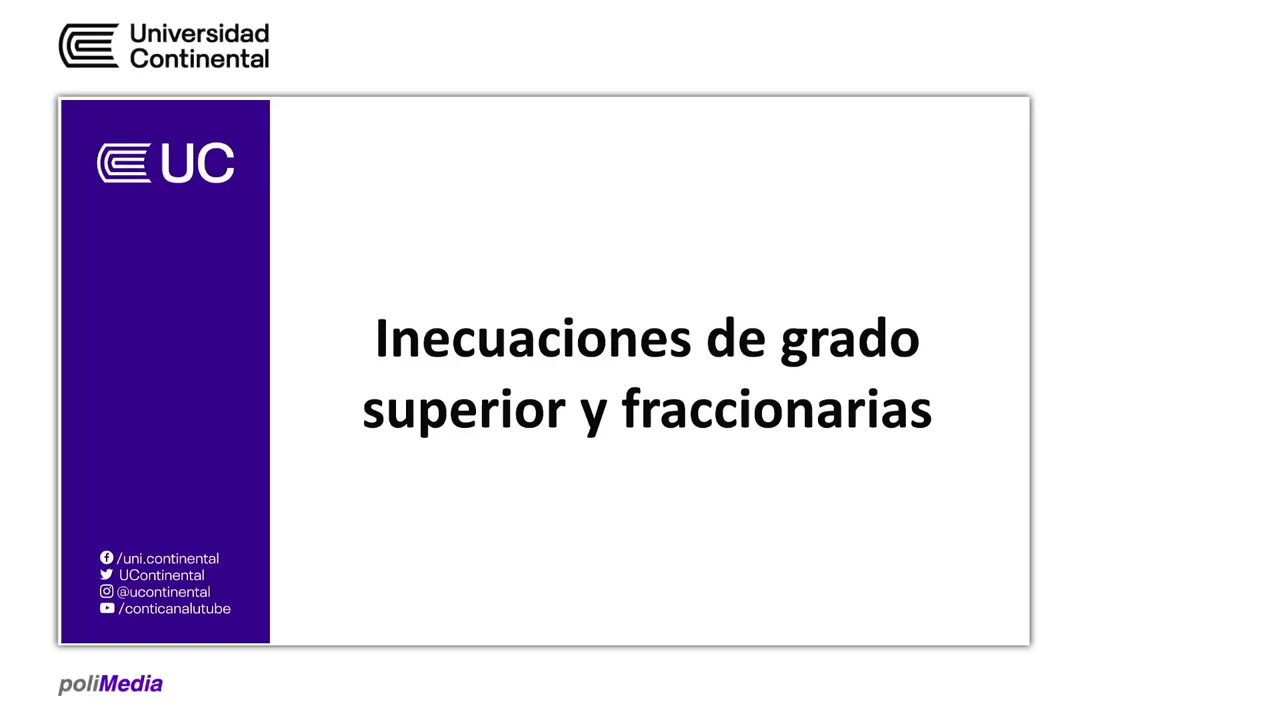 Universidad
Continental
UC
Inecuaciones de grado
superior y fraccionarias
/uni.continental
UContinental
@ucontinental
/conticanalutube
poliMedia